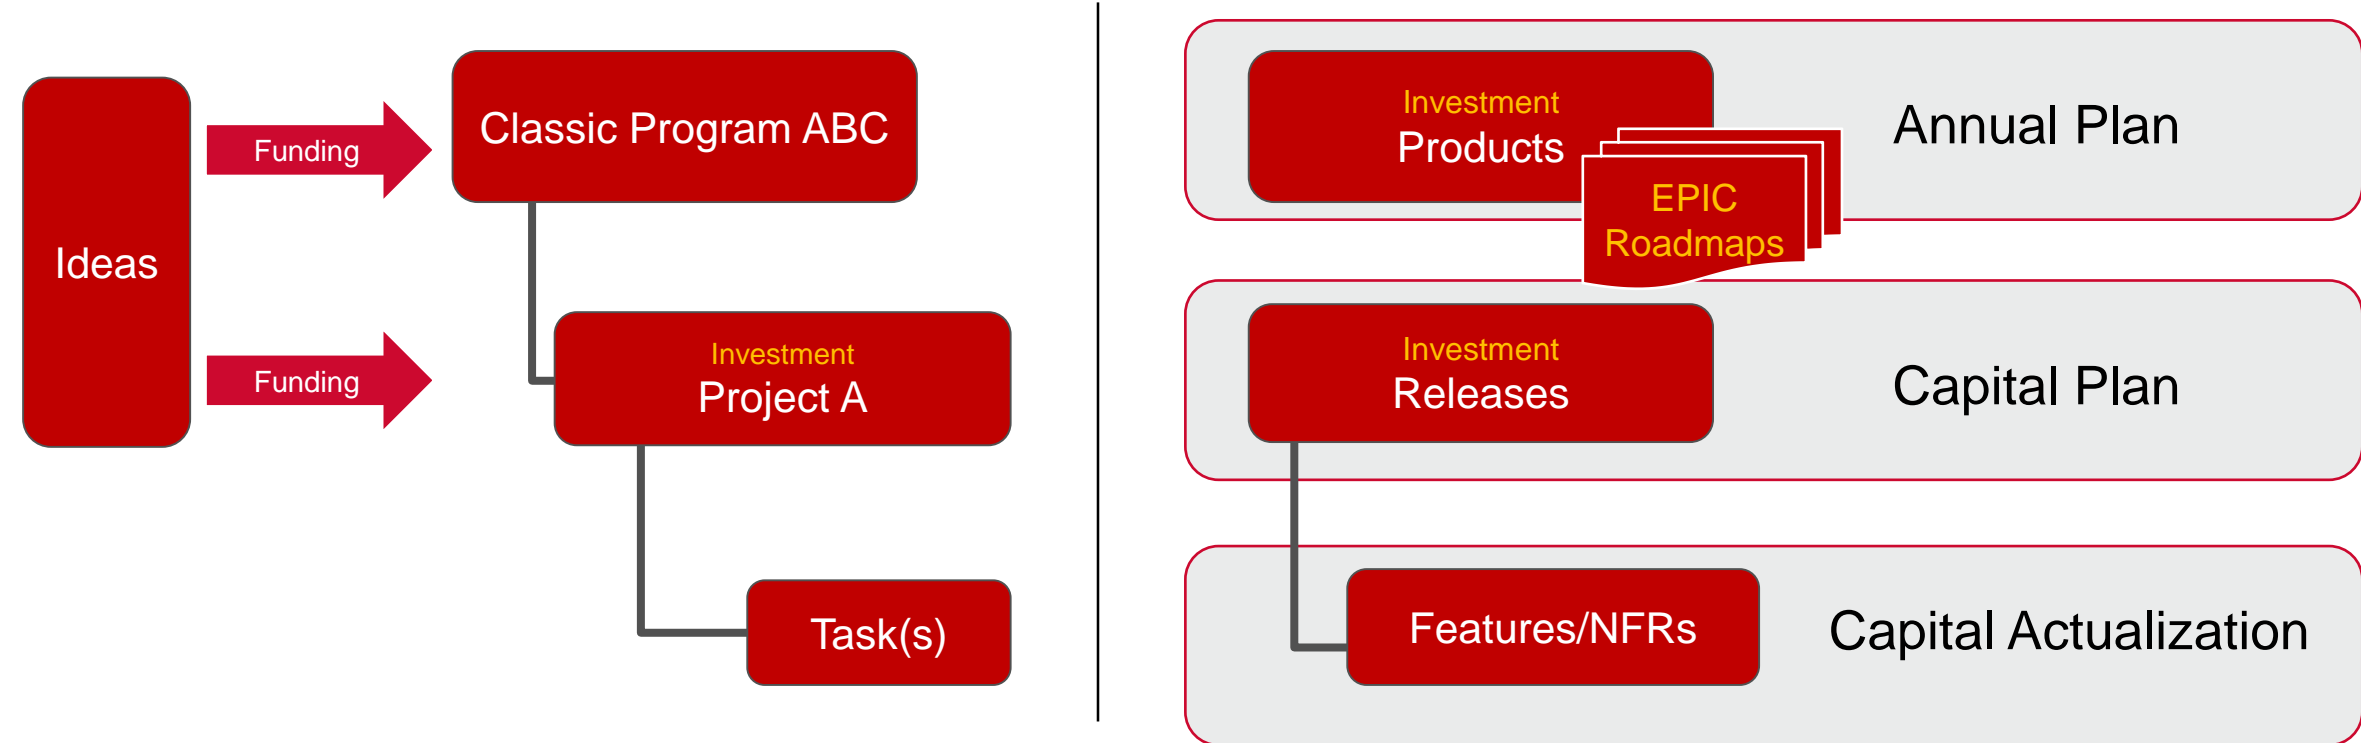 Ideas
Funding
Funding
Classic Program ABC
Investment
Project A
Task(s)
Investment
Products
EPIC
Roadmaps
Annual Plan
Investment
Releases
Capital Plan
Features/NFRs
Capital Actualization